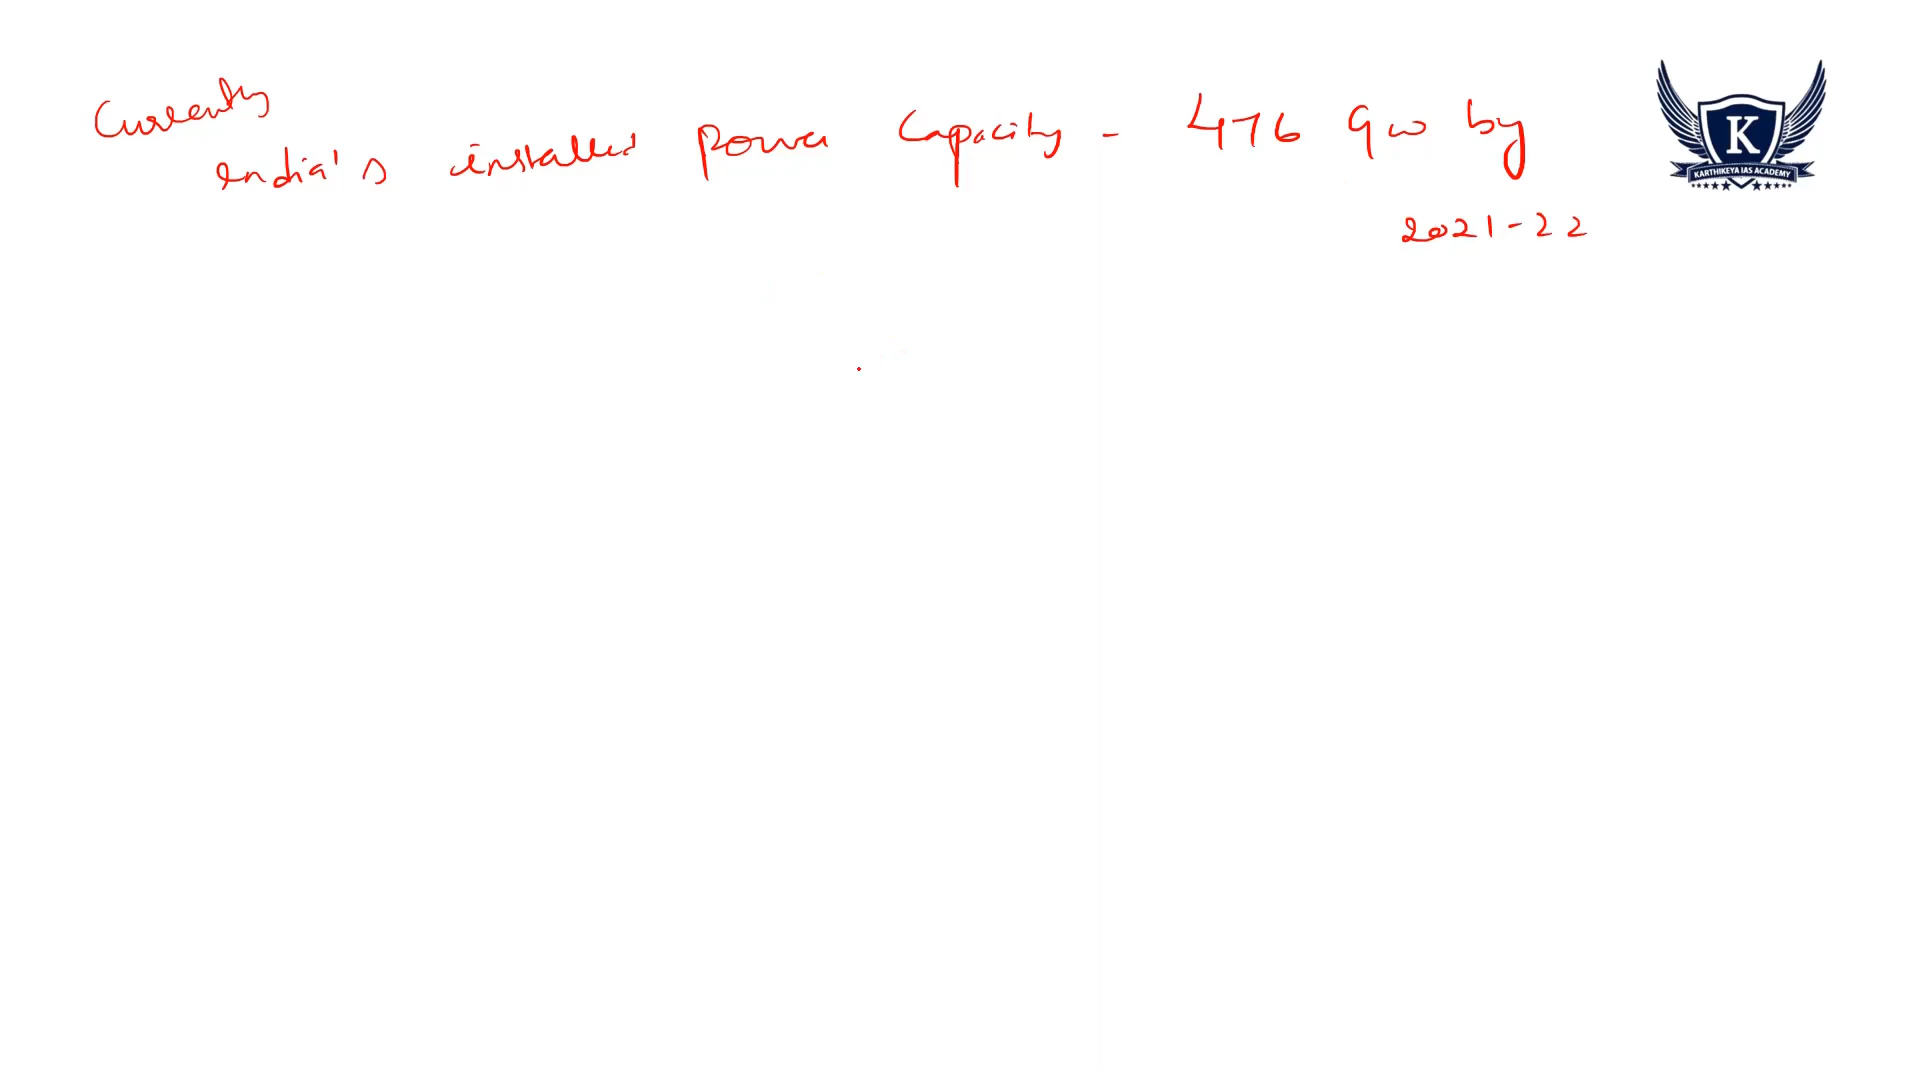 Currently
India's installed Power Capacity - 476 GW by
2021-22
K
KARTHIKEYA IAS ACADEMY